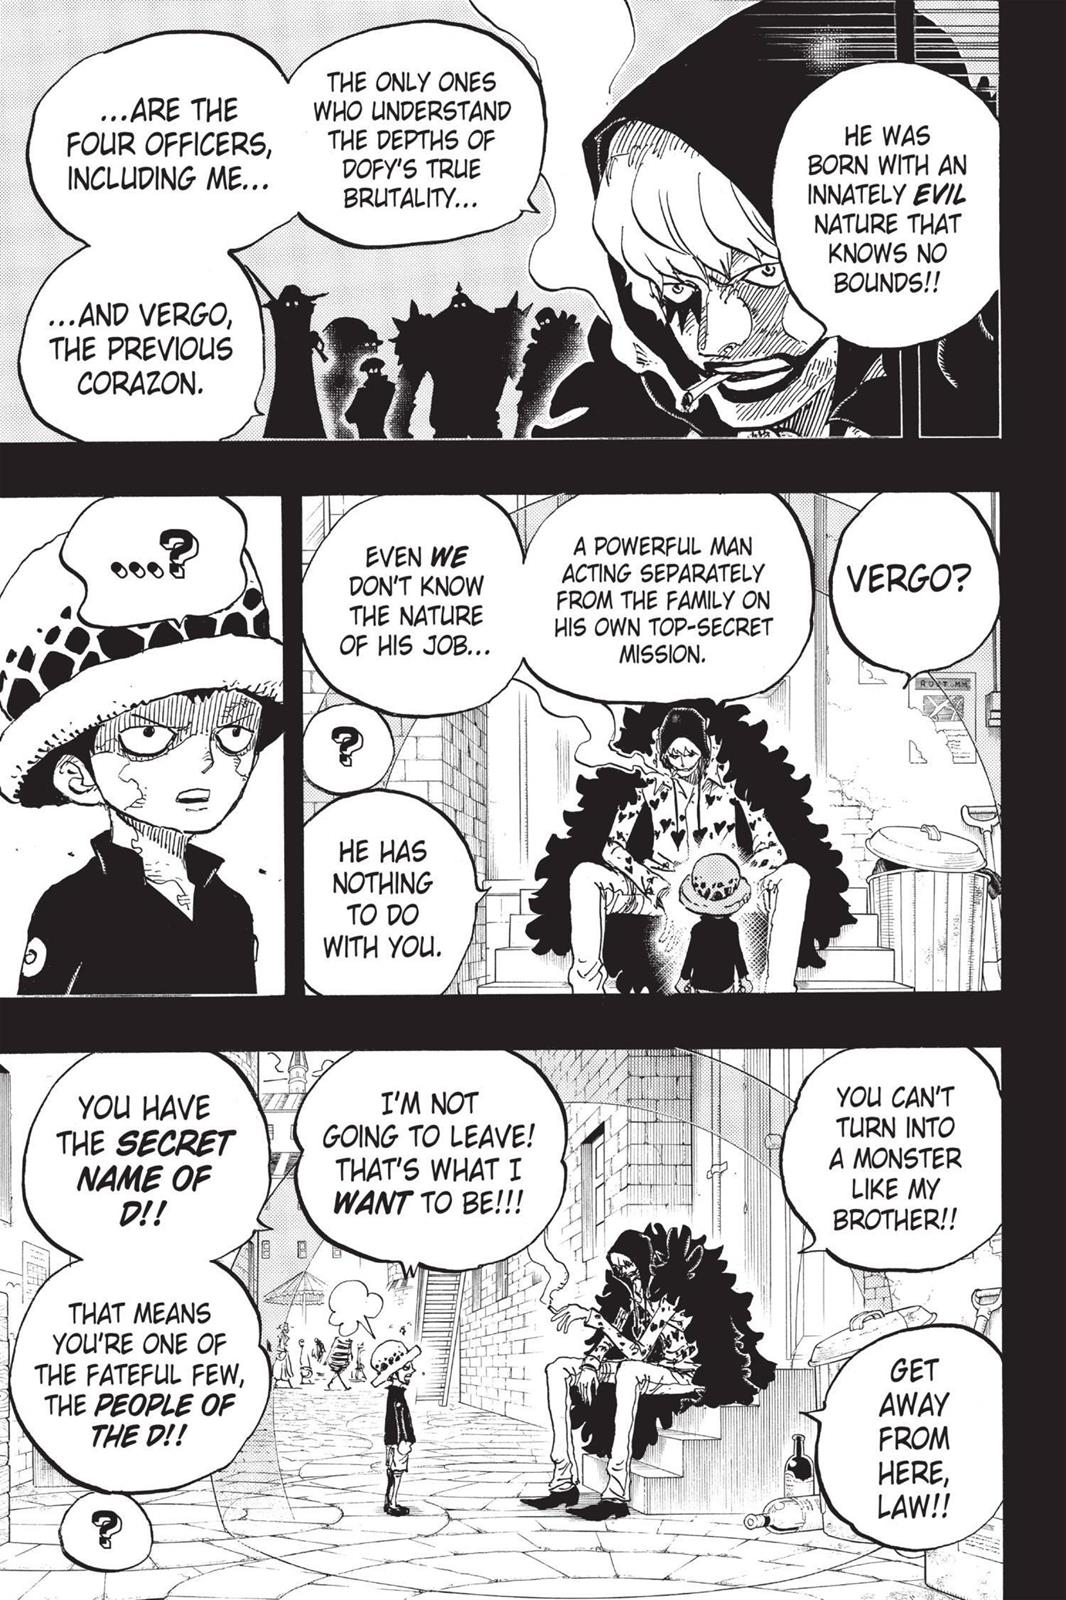 HE WAS
BORN WITH AN
INNATELY EVIL
NATURE THAT
KNOWS NO
BOUNDS!!
THE ONLY ONES
WHO UNDERSTAND
THE DEPTHS OF
DOFY'S TRUE
BRUTALITY...
...ARE THE
FOUR OFFICERS,
INCLUDING ME...
...AND VERGO,
THE PREVIOUS
CORAZON.
VERGO?
A POWERFUL MAN
ACTING SEPARATELY
FROM THE FAMILY ON
HIS OWN TOP-SECRET
MISSION.
EVEN WE
DON'T KNOW
THE NATURE
OF HIS JOB...
?
HE HAS
NOTHING
TO DO
WITH YOU.
...?
YOU CAN'T
TURN INTO
A MONSTER
LIKE MY
BROTHER!!
GET
AWAY
FROM
HERE,
LAW!!
I'M NOT
GOING TO LEAVE!
THAT'S WHAT I
WANT TO BE!!!
YOU HAVE
THE SECRET
NAME OF
D!!
THAT MEANS
YOU'RE ONE OF
THE FATEFUL FEW,
THE PEOPLE OF
THE D!!
?